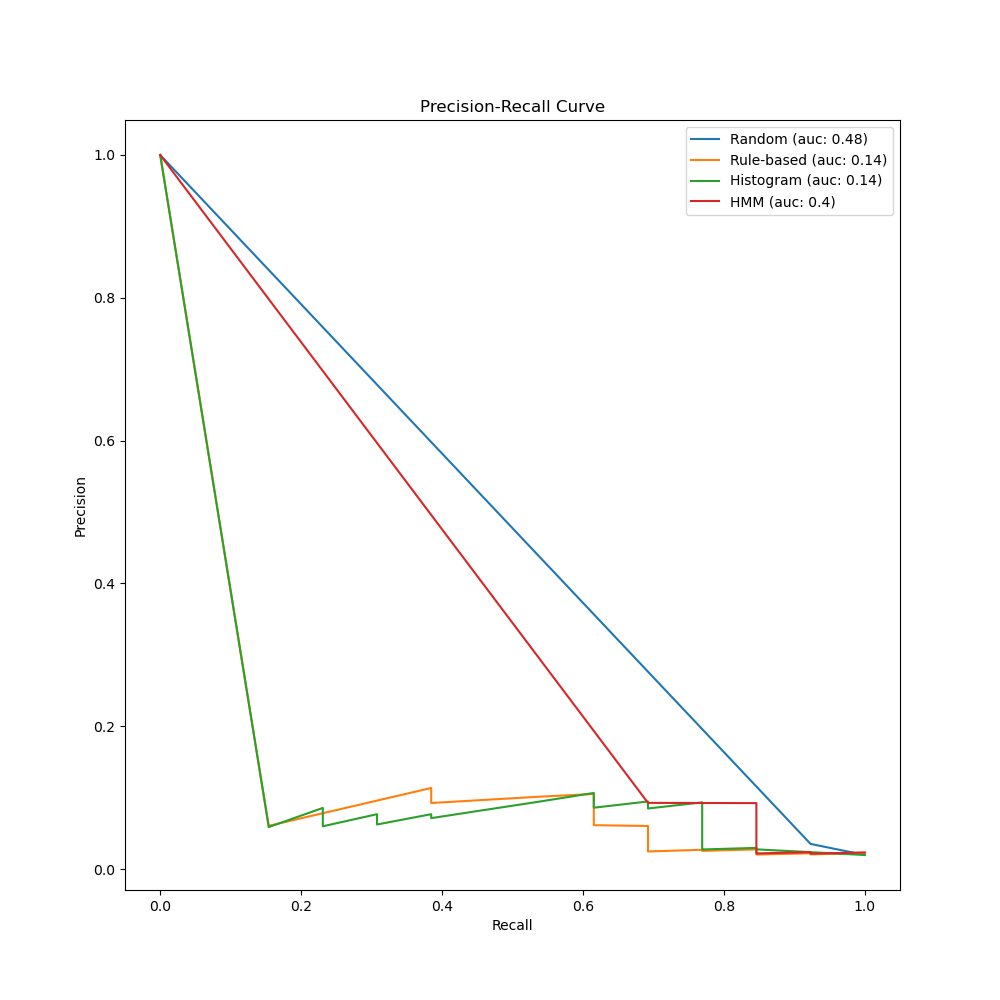 Precision-Recall Curve
Random (auc: 0.48)
Rule-based (auc: 0.14)
Histogram (auc: 0.14)
HMM (auc: 0.4)
1.0
0.8
0.6
0.4
0.2
0.0
Precision
0.0 0.2 0.4 0.6 0.8 1.0
Recall